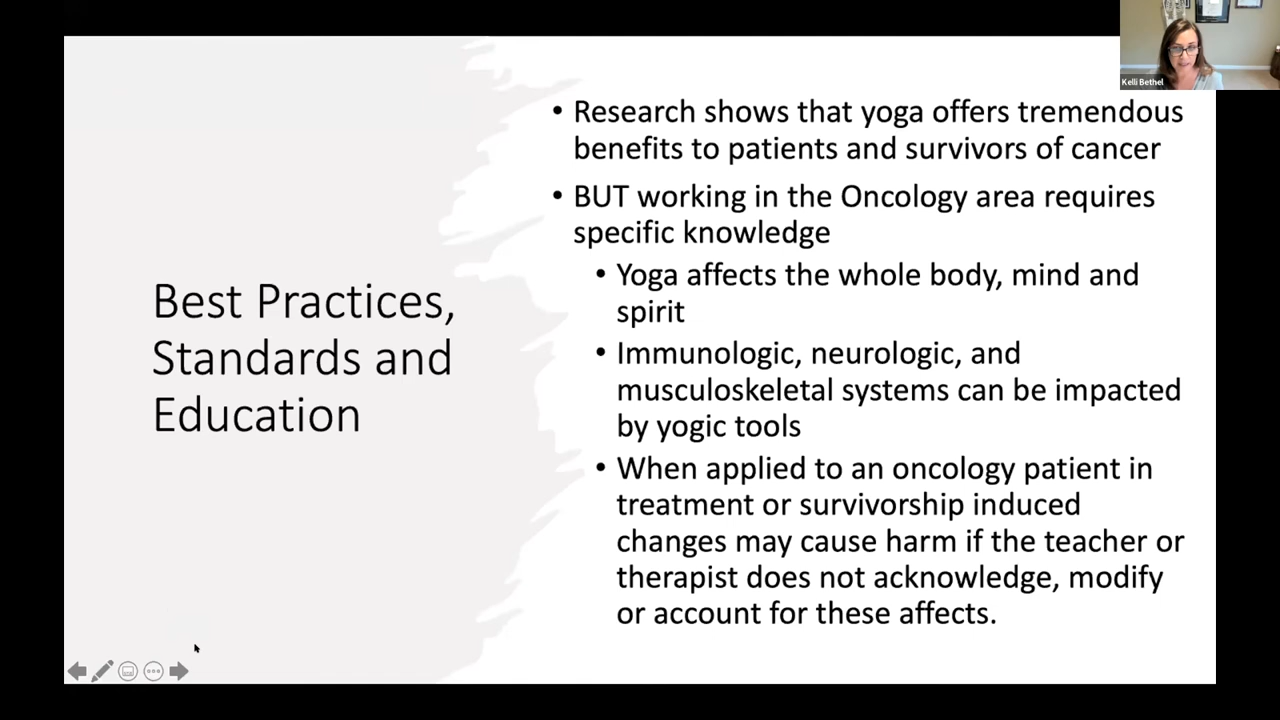 Kelli Bethel
Best Practices,
Standards and
Education
• Research shows that yoga offers tremendous
benefits to patients and survivors of cancer
• BUT working in the Oncology area requires
specific knowledge
• Yoga affects the whole body, mind and
spirit
• Immunologic, neurologic, and
musculoskeletal systems can be impacted
by yogic tools
• When applied to an oncology patient in
treatment or survivorship induced
changes may cause harm if the teacher or
therapist does not acknowledge, modify
or account for these affects.